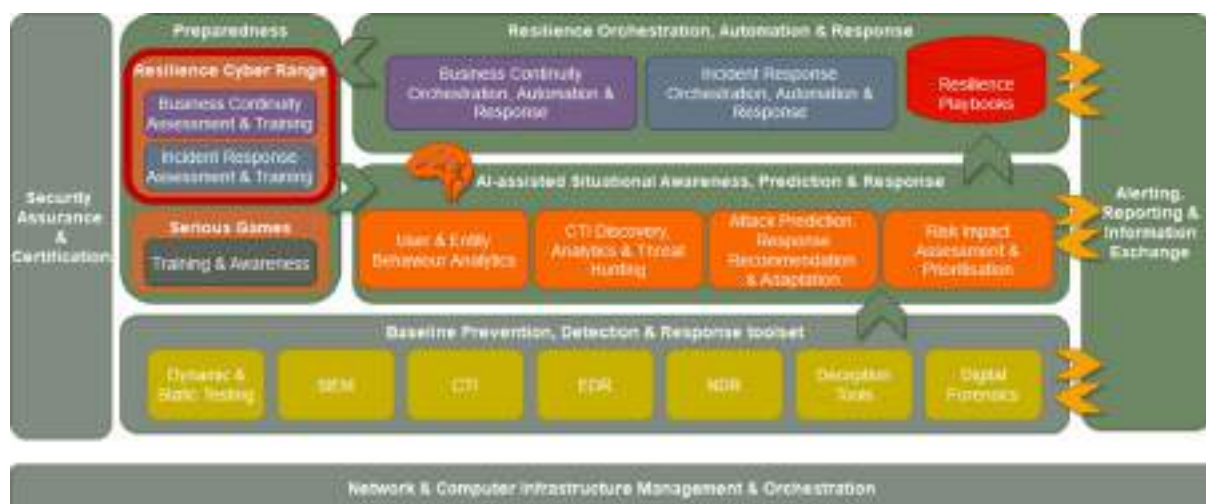 Preparedness
Resilience Cyber Range
Business Continuity
Assessment & Training
Incident Response
Assessment & Training
Serious Games
Training & Awareness
Resilience Orchestration, Automation & Response
Business Continuity
Orchestration, Automation &
Response
Incident Response
Orchestration, Automation &
Response
Resilience
Playbooks
AI-assisted Situational Awareness, Prediction & Response
User & Entity
Behaviour Analytics
CTI Discovery,
Analytics & Threat
Hunting
Attack Prediction
Response
Recommendation
& Adaptation
Risk Impact
Assessment &
Prioritisation
Baseline Prevention, Detection & Response toolset
Dynamic &
Static Testing
SIEM
CTI
EDR
NDR
Deception
Tools
Digital
Forensics
Security
Assurance
&
Certification
Alerting,
Reporting &
Information
Exchange
Network & Computer Infrastructure Management & Orchestration